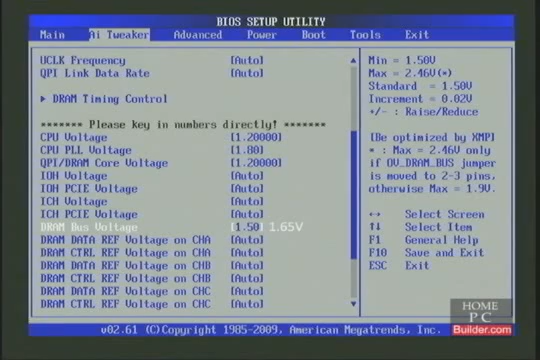 BIOS SETUP UTILITY
Main Ai Tweaker Advanced Power Boot Tools Exit
UCLK Frequency [Auto]
QPI Link Data Rate [Auto]
▶ DRAM Timing Control
******* Please key in numbers directly! *******
CPU Voltage [1.20000]
CPU PLL Voltage [1.80]
QPI/DRAM Core Voltage [1.20000]
IOH Voltage [Auto]
IOH PCIE Voltage [Auto]
ICH Voltage [Auto]
ICH PCIE Voltage [Auto]
DRAM Bus Voltage [1.50] 1.65V
DRAM DATA REF Voltage on CHA [Auto]
DRAM CTRL REF Voltage on CHA [Auto]
DRAM DATA REF Voltage on CHB [Auto]
DRAM CTRL REF Voltage on CHB [Auto]
DRAM DATA REF Voltage on CHC [Auto]
DRAM CTRL REF Voltage on CHC [Auto]
Min = 1.50V
Max = 2.46V(*)
Standard = 1.50V
Increment = 0.02V
+/- : Raise/Reduce
[Be optimized by XMP]
* : Max = 2.46V only
if OV_DRAM_BUS jumper
is moved to 2-3 pins,
otherwise Max = 1.9V.
↔ Select Screen
↑↓ Select Item
F1 General Help
F10 Save and Exit
ESC Exit
v02.61 (C)Copyright 1985-2009, American Megatrends, Inc.
HOME
PC
Builder.com